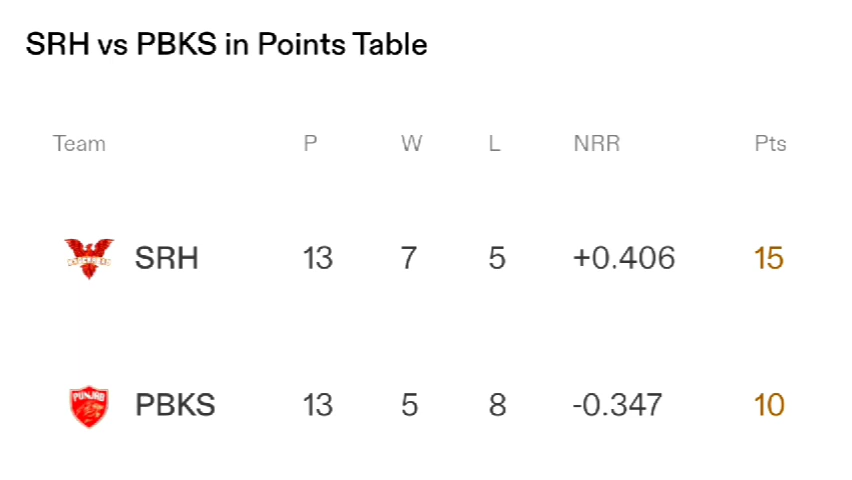 SRH vs PBKS in Points Table
Team P W L NRR Pts
SRH 13 7 5 +0.406 15
PUNJAB
PBKS 13 5 8 -0.347 10